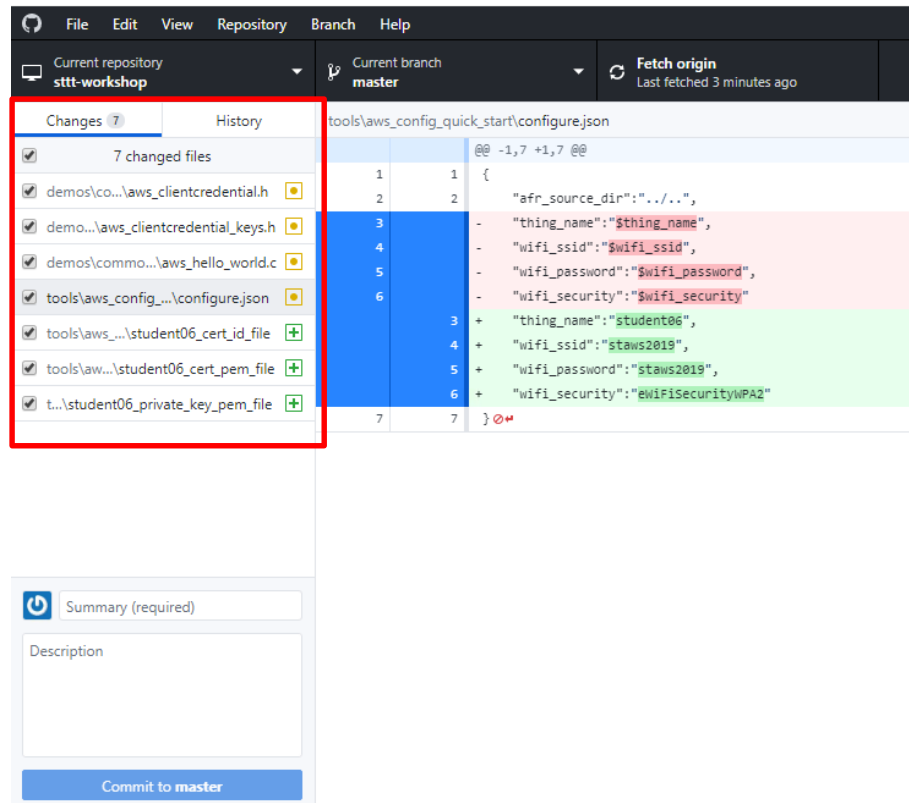 File Edit View Repository Branch Help
Current repository
sttt-workshop
Current branch
master
Fetch origin
Last fetched 3 minutes ago
Changes 7 History
7 changed files
demos\co...\aws_clientcredential.h
demo...\aws_clientcredential_keys.h
demos\commo...\aws_hello_world.c
tools\aws_config_...\configure.json
tools\aws_...\student06_cert_id_file
tools\aw...\student06_cert_pem_file
t...\student06_private_key_pem_file
tools\aws_config_quick_start\configure.json
@@ -1,7 +1,7 @@
1 1 {
2 2 "afr_source_dir":"../..",
3 - "thing_name":"$thing_name",
4 - "wifi_ssid":"$wifi_ssid",
5 - "wifi_password":"$wifi_password",
6 - "wifi_security":"$wifi_security"
3 + "thing_name":"student06",
4 + "wifi_ssid":"staws2019",
5 + "wifi_password":"staws2019",
6 + "wifi_security":"eWiFiSecurityWPA2"
7 7 }
Summary (required)
Description
Commit to master